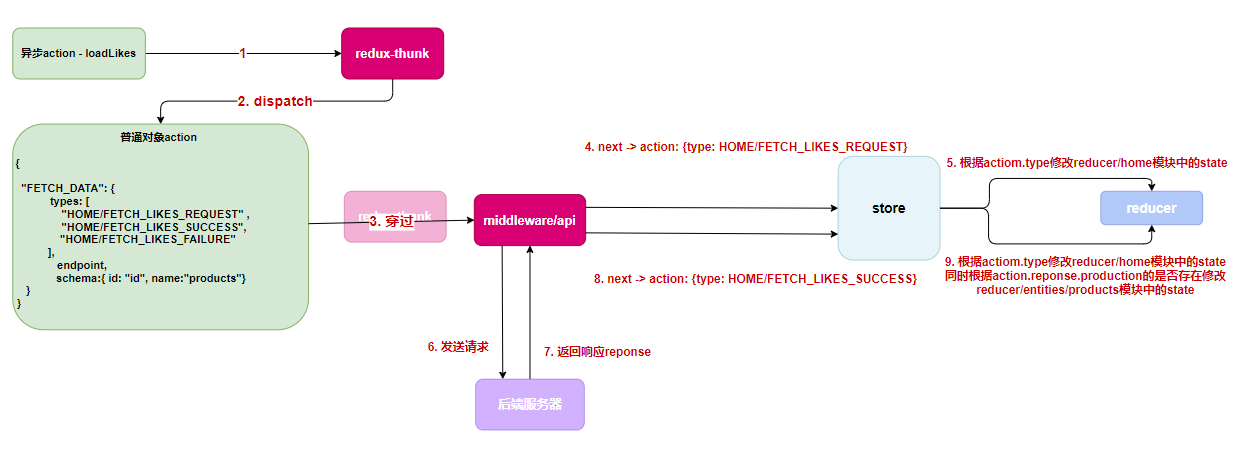 异步action - loadLikes
1
redux-thunk
2. dispatch
普通对象action
{
"FETCH_DATA": {
types: [
"HOME/FETCH_LIKES_REQUEST" ,
"HOME/FETCH_LIKES_SUCCESS",
"HOME/FETCH_LIKES_FAILURE"
],
endpoint,
schema:{ id: "id", name:"products"}
}
}
redux-thunk
3. 穿过
middleware/api
4. next -> action: {type: HOME/FETCH_LIKES_REQUEST}
store
5. 根据actiom.type修改reducer/home模块中的state
reducer
6. 发送请求
7. 返回响应reponse
后端服务器
8. next -> action: {type: HOME/FETCH_LIKES_SUCCESS}
9. 根据actiom.type修改reducer/home模块中的state
同时根据action.reponse.production的是否存在修改
reducer/entities/products模块中的state